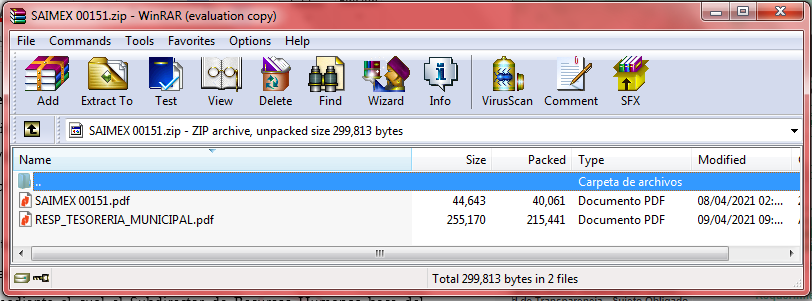 SAIMEX 00151.zip - WinRAR (evaluation copy)
File Commands Tools Favorites Options Help
Add Extract To Test View Delete Find Wizard Info VirusScan Comment SFX
SAIMEX 00151.zip - ZIP archive, unpacked size 299,813 bytes
Name Size Packed Type Modified
.. Carpeta de archivos
SAIMEX 00151.pdf 44,643 40,061 Documento PDF 08/04/2021 02:...
RESP_TESORERIA_MUNICIPAL.pdf 255,170 215,441 Documento PDF 09/04/2021 09:...
Total 299,813 bytes in 2 files